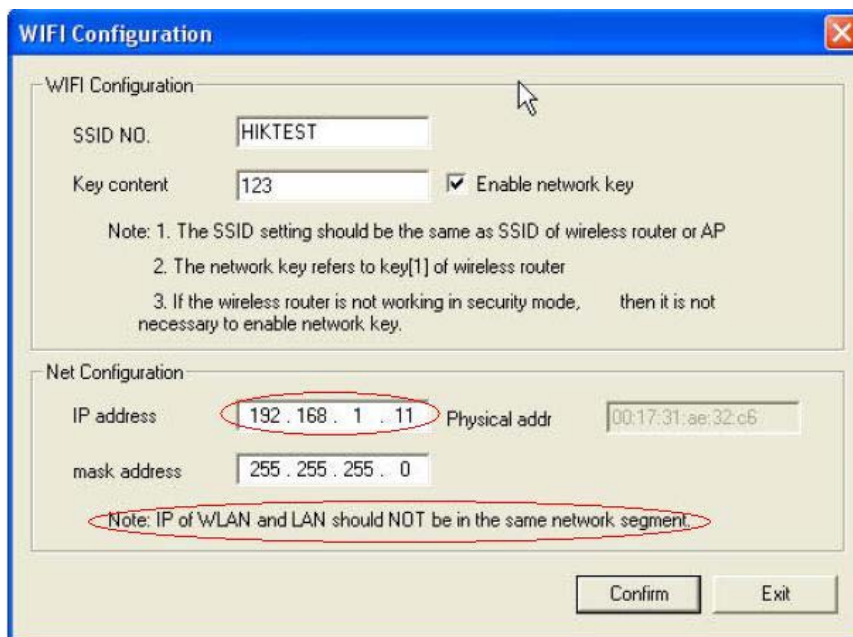 WIFI Configuration
WIFI Configuration
SSID NO. HIKTEST
Key content 123 Enable network key
Note: 1. The SSID setting should be the same as SSID of wireless router or AP
2. The network key refers to key[1] of wireless router
3. If the wireless router is not working in security mode, then it is not
necessary to enable network key.
Net Configuration
IP address 192 . 168 . 1 . 11 Physical addr 00:17:31:ae:32:c6
mask address 255 . 255 . 255 . 0
Note: IP of WLAN and LAN should NOT be in the same network segment.
Confirm Exit